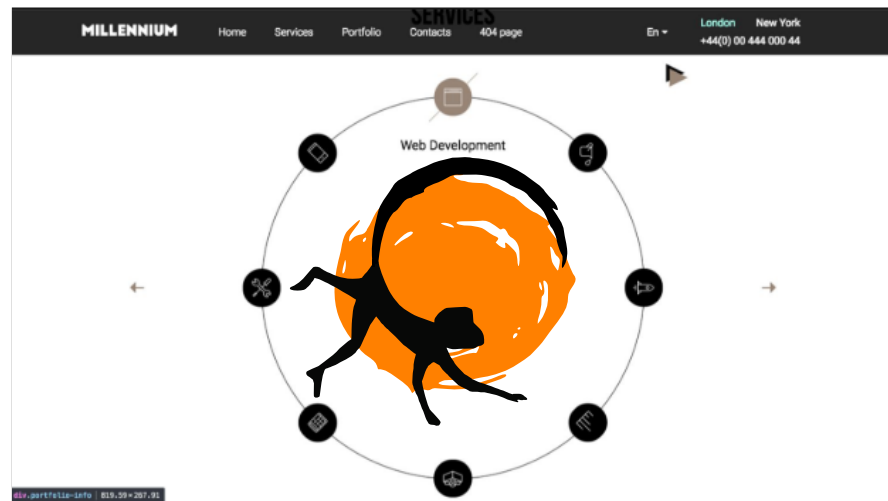 SERVICES
MILLENNIUM Home Services Portfolio Contacts 404 page En London New York
+44(0) 00 444 000 44
Web Development
div.portfolio-info | 819.59×267.91